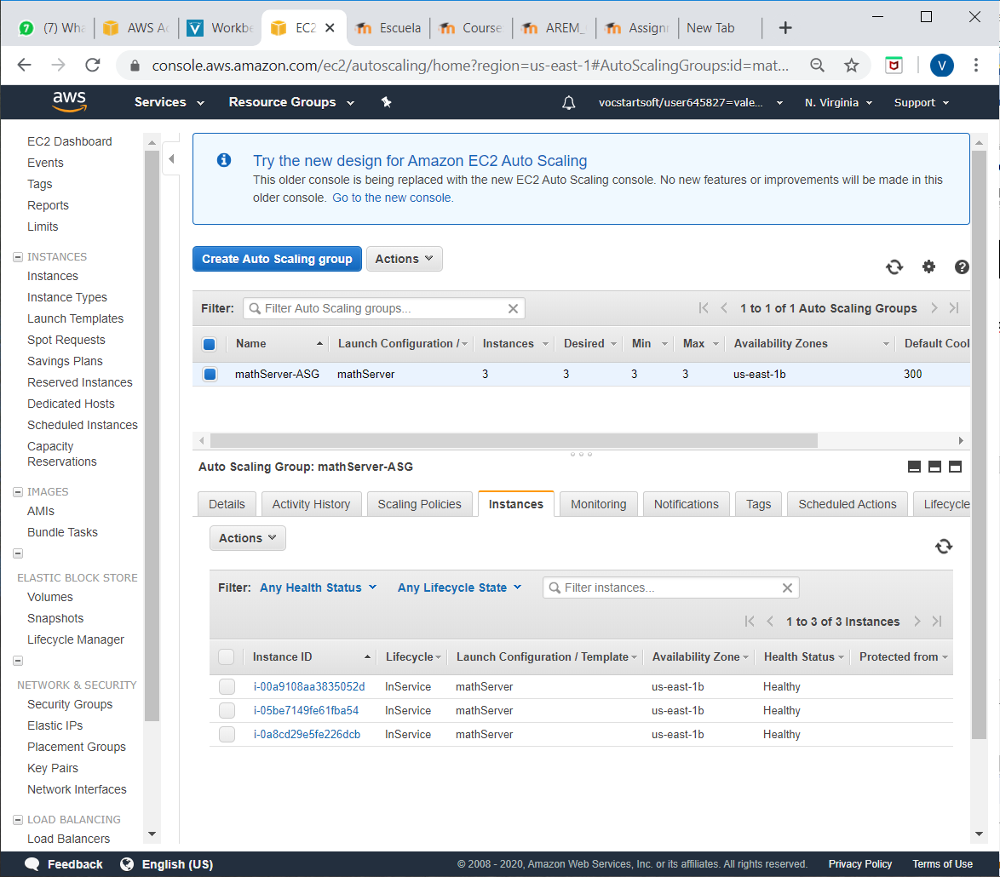 7 (7) Wha
AWS Ac
Workbe
EC2
Escuela
Course
AREM_
Assignr
New Tab
console.aws.amazon.com/ec2/autoscaling/home?region=us-east-1#AutoScalingGroups:id=mat...
V
aws
Services
Resource Groups
vocstartsoft/user645827=vale...
N. Virginia
Support
EC2 Dashboard
Events
Tags
Reports
Limits
INSTANCES
Instances
Instance Types
Launch Templates
Spot Requests
Savings Plans
Reserved Instances
Dedicated Hosts
Scheduled Instances
Capacity
Reservations
IMAGES
AMIs
Bundle Tasks
ELASTIC BLOCK STORE
Volumes
Snapshots
Lifecycle Manager
NETWORK & SECURITY
Security Groups
Elastic IPs
Placement Groups
Key Pairs
Network Interfaces
LOAD BALANCING
Load Balancers
Try the new design for Amazon EC2 Auto Scaling
This older console is being replaced with the new EC2 Auto Scaling console. No new features or improvements will be made in this
older console. Go to the new console.
Create Auto Scaling group Actions
Filter: Filter Auto Scaling groups... 1 to 1 of 1 Auto Scaling Groups
Name Launch Configuration / Instances Desired Min Max Availability Zones Default Cool
mathServer-ASG mathServer 3 3 3 3 us-east-1b 300
Auto Scaling Group: mathServer-ASG
Details Activity History Scaling Policies Instances Monitoring Notifications Tags Scheduled Actions Lifecycle
Actions
Filter: Any Health Status Any Lifecycle State Filter instances...
1 to 3 of 3 Instances
Instance ID Lifecycle Launch Configuration / Template Availability Zone Health Status Protected from
i-00a9108aa3835052d InService mathServer us-east-1b Healthy
i-05be7149fe61fba54 InService mathServer us-east-1b Healthy
i-0a8cd29e5fe226dcb InService mathServer us-east-1b Healthy
Feedback English (US) © 2008 - 2020, Amazon Web Services, Inc. or its affiliates. All rights reserved. Privacy Policy Terms of Use